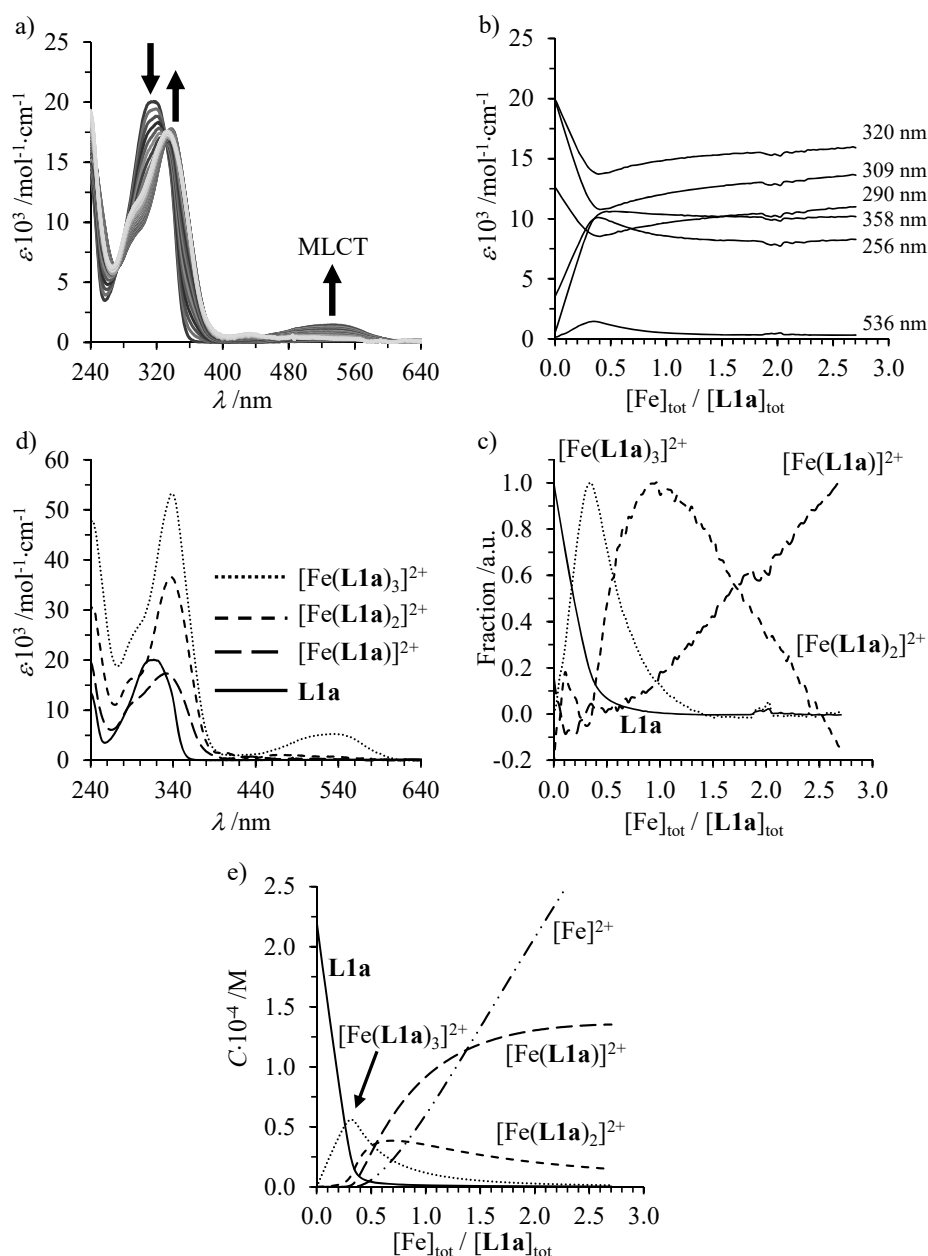 a)
25
20
15
10
5
0
ε·10³ /mol⁻¹·cm⁻¹
MLCT
240 320 400 480 560 640
λ /nm
b)
25
20
15
10
5
0
ε·10³ /mol⁻¹·cm⁻¹
320 nm
309 nm
290 nm
358 nm
256 nm
536 nm
0.0 0.5 1.0 1.5 2.0 2.5 3.0
[Fe]tot / [L1a]tot
d)
60
50
40
30
20
10
0
ε·10³ /mol⁻¹·cm⁻¹
[Fe(L1a)₃]²⁺
[Fe(L1a)₂]²⁺
[Fe(L1a)]²⁺
L1a
240 340 440 540 640
λ /nm
c)
[Fe(L1a)₃]²⁺
[Fe(L1a)]²⁺
1.0
0.8
0.6
0.4
0.2
0.0
-0.2
Fraction /a.u.
[Fe(L1a)₂]²⁺
L1a
0.0 0.5 1.0 1.5 2.0 2.5 3.0
[Fe]tot / [L1a]tot
e)
2.5
2.0
1.5
1.0
0.5
0.0
C·10⁻⁴ /M
L1a
[Fe]²⁺
[Fe(L1a)₃]²⁺
[Fe(L1a)]²⁺
[Fe(L1a)₂]²⁺
0.0 0.5 1.0 1.5 2.0 2.5 3.0
[Fe]tot / [L1a]tot